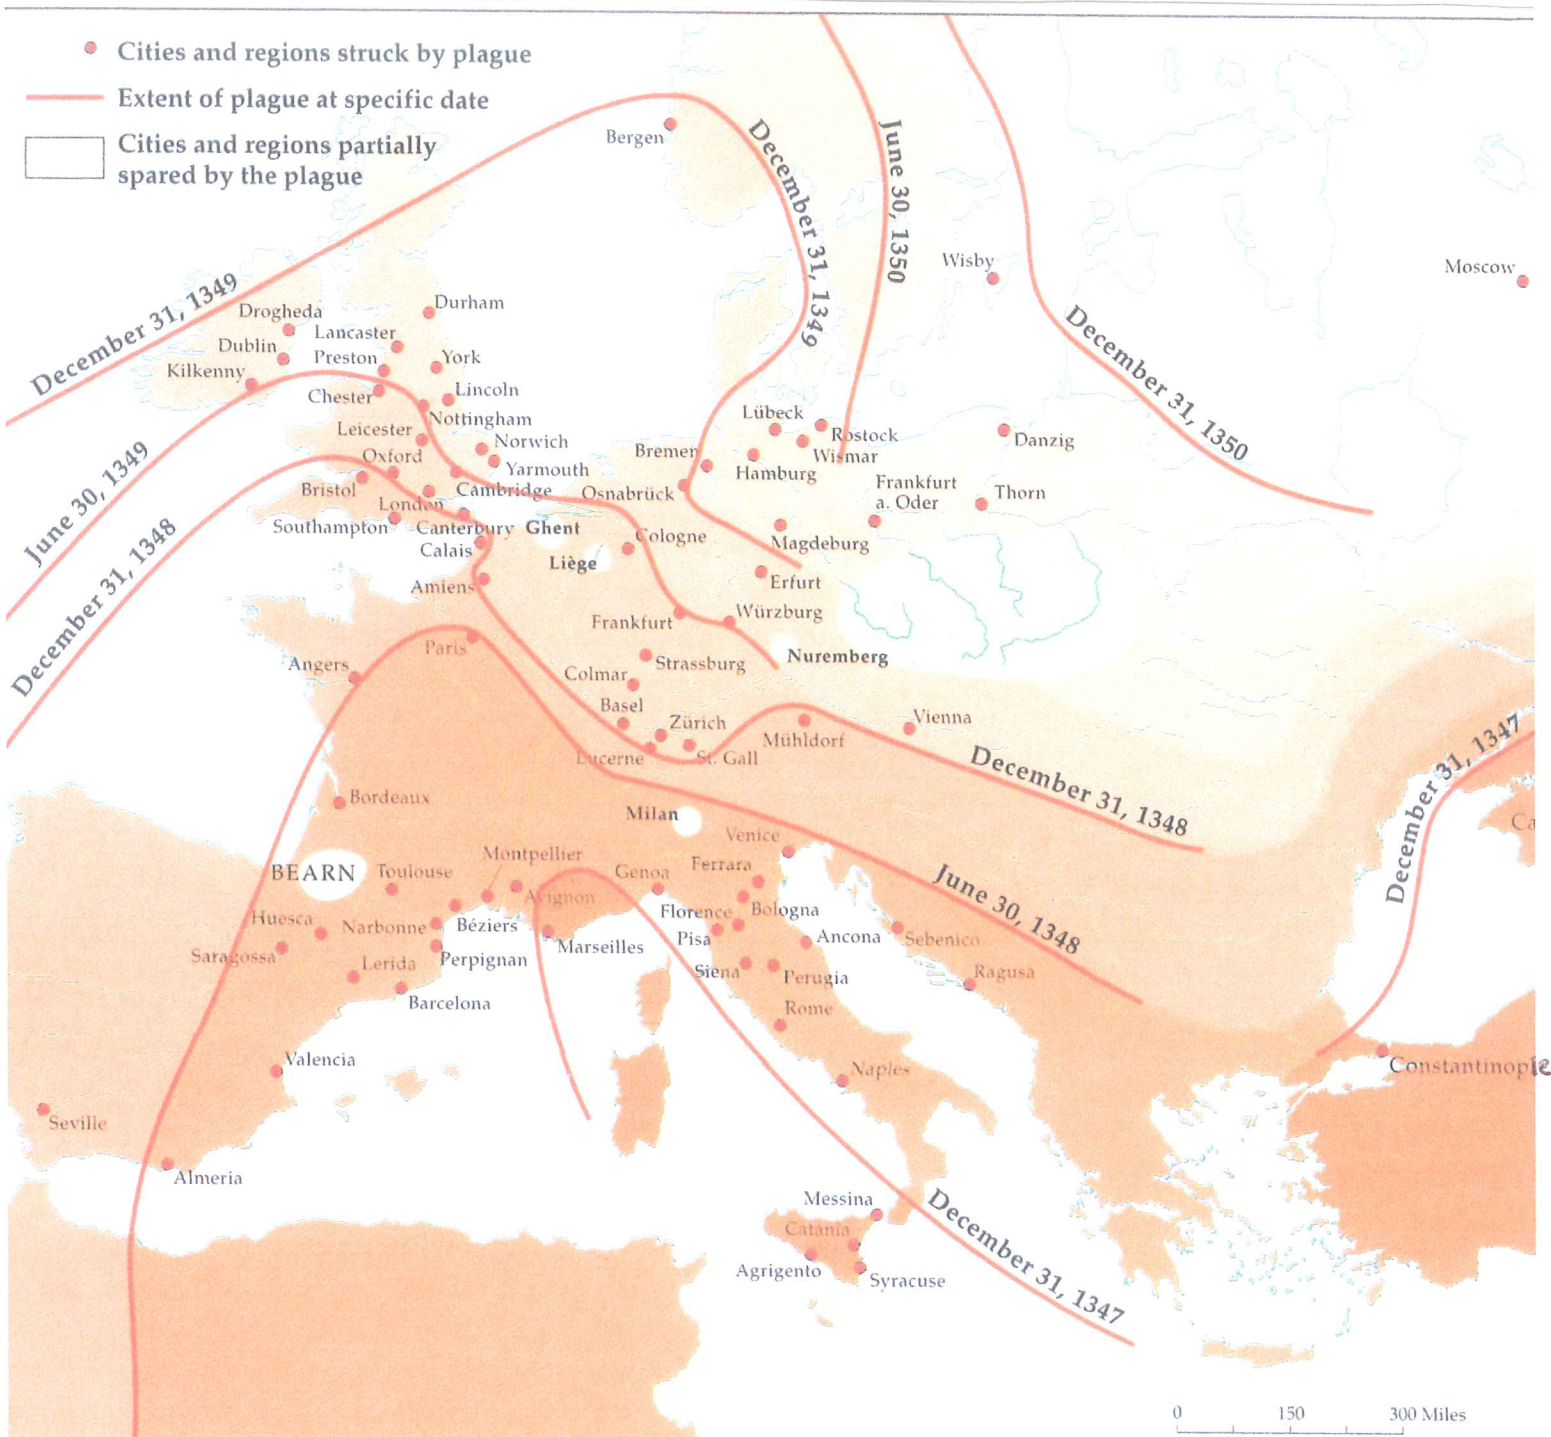 Cities and regions struck by plague
Extent of plague at specific date
Cities and regions partially
spared by the plague
Bergen
December 31, 1349
June 30, 1350
Wisby
Moscow
December 31, 1349
Drogheda
Durham
Lancaster
Dublin
Preston
York
Kilkenny
Chester
Lincoln
Nottingham
Leicester
Norwich
Oxford
Yarmouth
Bristol
Cambridge
London
Southampton
Canterbury
Calais
Amiens
June 30, 1349
December 31, 1348
December 31, 1350
Lübeck
Rostock
Wismar
Bremen
Hamburg
Danzig
Osnabrück
Frankfurt
a. Oder
Thorn
Ghent
Cologne
Magdeburg
Liège
Erfurt
Frankfurt
Würzburg
Nuremberg
Paris
Angers
Strassburg
Colmar
Basel
Zürich
Lucerne
St. Gall
Mühldorf
Vienna
December 31, 1348
December 31, 1347
Ca
Bordeaux
Milan
Venice
BEARN
Toulouse
Montpellier
Genoa
Ferrara
June 30, 1348
Avignon
Huesca
Narbonne
Béziers
Florence
Bologna
Saragossa
Marseilles
Pisa
Ancona
Sebenico
Lerida
Perpignan
Siena
Perugia
Ragusa
Barcelona
Rome
Valencia
Naples
Constantinople
Seville
Almeria
Messina
Catania
December 31, 1347
Agrigento
Syracuse
0 150 300 Miles